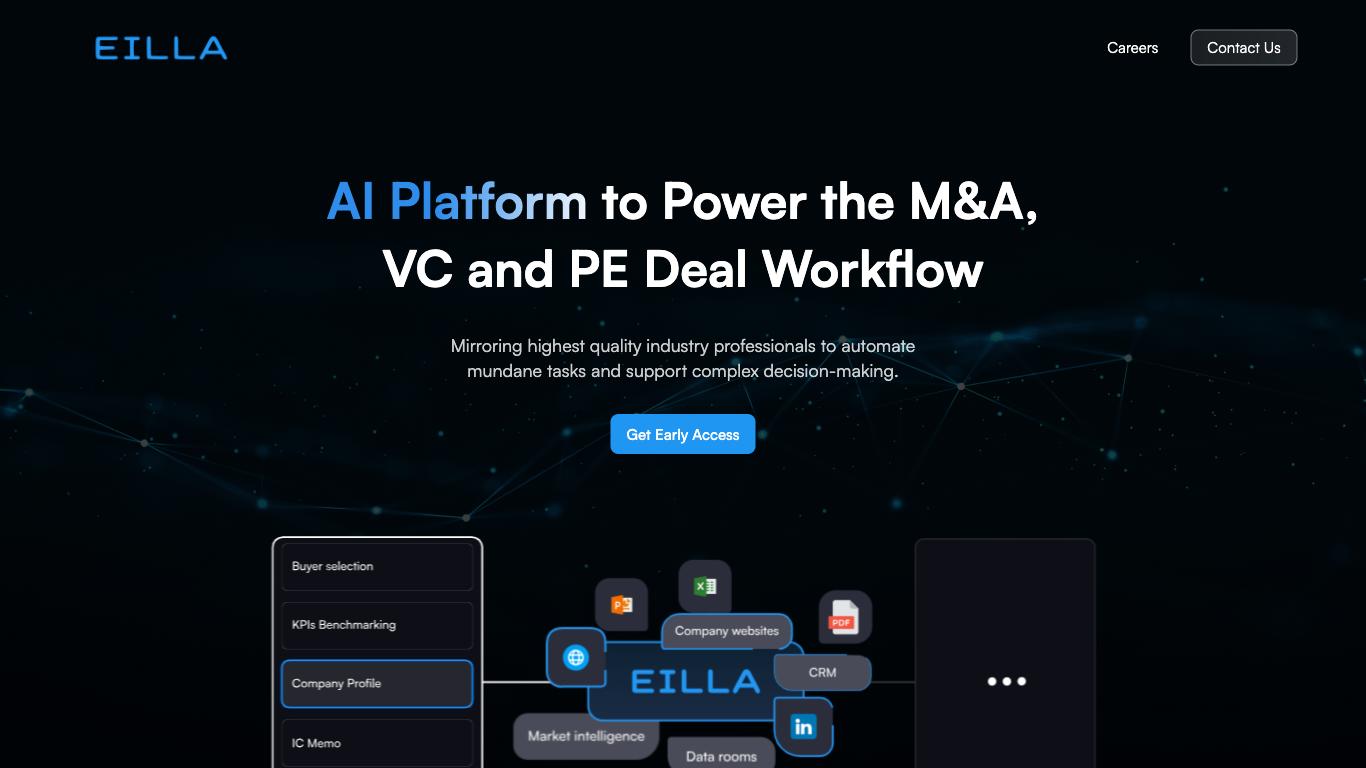 EILLA
Careers
Contact Us
AI Platform to Power the M&A,
VC and PE Deal Workflow
Mirroring highest quality industry professionals to automate
mundane tasks and support complex decision-making.
Get Early Access
Buyer selection
KPIs Benchmarking
Company Profile
IC Memo
P
X
PDF
Company websites
CRM
EILLA
in
Market intelligence
Data rooms